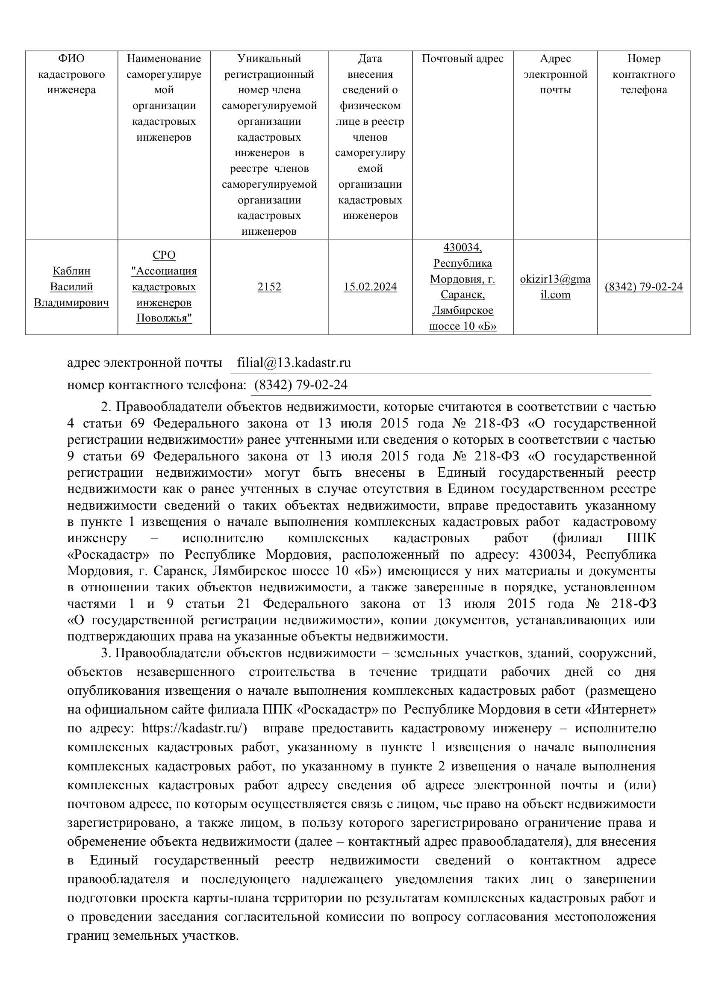 ФИО
кадастрового
инженера
Наименование
саморегулируе
мой
организации
кадастровых
инженеров
Уникальный
регистрационный
номер члена
саморегулируемой
организации
кадастровых
инженеров в
реестре членов
саморегулируемой
организации
кадастровых
инженеров
Дата
внесения
сведений о
физическом
лице в реестр
членов
саморегулиру
емой
организации
кадастровых
инженеров
Почтовый адрес
Адрес
электронной
почты
Номер
контактного
телефона
Каблин
Василий
Владимирович
СРО
"Ассоциация
кадастровых
инженеров
Поволжья"
2152
15.02.2024
430034,
Республика
Мордовия, г.
Саранск,
Лямбирское
шоссе 10 «Б»
okizir13@gma
il.com
(8342) 79-02-24
адрес электронной почты filial@13.kadastr.ru
номер контактного телефона: (8342) 79-02-24
2. Правообладатели объектов недвижимости, которые считаются в соответствии с частью
4 статьи 69 Федерального закона от 13 июля 2015 года № 218-ФЗ «О государственной
регистрации недвижимости» ранее учтенными или сведения о которых в соответствии с частью
9 статьи 69 Федерального закона от 13 июля 2015 года № 218-ФЗ «О государственной
регистрации недвижимости» могут быть внесены в Единый государственный реестр
недвижимости как о ранее учтенных в случае отсутствия в Едином государственном реестре
недвижимости сведений о таких объектах недвижимости, вправе предоставить указанному
в пункте 1 извещения о начале выполнения комплексных кадастровых работ кадастровому
инженеру – исполнителю комплексных кадастровых работ (филиал ППК
«Роскадастр» по Республике Мордовия, расположенный по адресу: 430034, Республика
Мордовия, г. Саранск, Лямбирское шоссе 10 «Б») имеющиеся у них материалы и документы
в отношении таких объектов недвижимости, а также заверенные в порядке, установленном
частями 1 и 9 статьи 21 Федерального закона от 13 июля 2015 года № 218-ФЗ
«О государственной регистрации недвижимости», копии документов, устанавливающих или
подтверждающих права на указанные объекты недвижимости.
3. Правообладатели объектов недвижимости – земельных участков, зданий, сооружений,
объектов незавершенного строительства в течение тридцати рабочих дней со дня
опубликования извещения о начале выполнения комплексных кадастровых работ (размещено
на официальном сайте филиала ППК «Роскадастр» по Республике Мордовия в сети «Интернет»
по адресу: https://kadastr.ru/) вправе предоставить кадастровому инженеру – исполнителю
комплексных кадастровых работ, указанному в пункте 1 извещения о начале выполнения
комплексных кадастровых работ, по указанному в пункте 2 извещения о начале выполнения
комплексных кадастровых работ адресу сведения об адресе электронной почты и (или)
почтовом адресе, по которым осуществляется связь с лицом, чье право на объект недвижимости
зарегистрировано, а также лицом, в пользу которого зарегистрировано ограничение права и
обременение объекта недвижимости (далее – контактный адрес правообладателя), для внесения
в Единый государственный реестр недвижимости сведений о контактном адресе
правообладателя и последующего надлежащего уведомления таких лиц о завершении
подготовки проекта карты-плана территории по результатам комплексных кадастровых работ и
о проведении заседания согласительной комиссии по вопросу согласования местоположения
границ земельных участков.